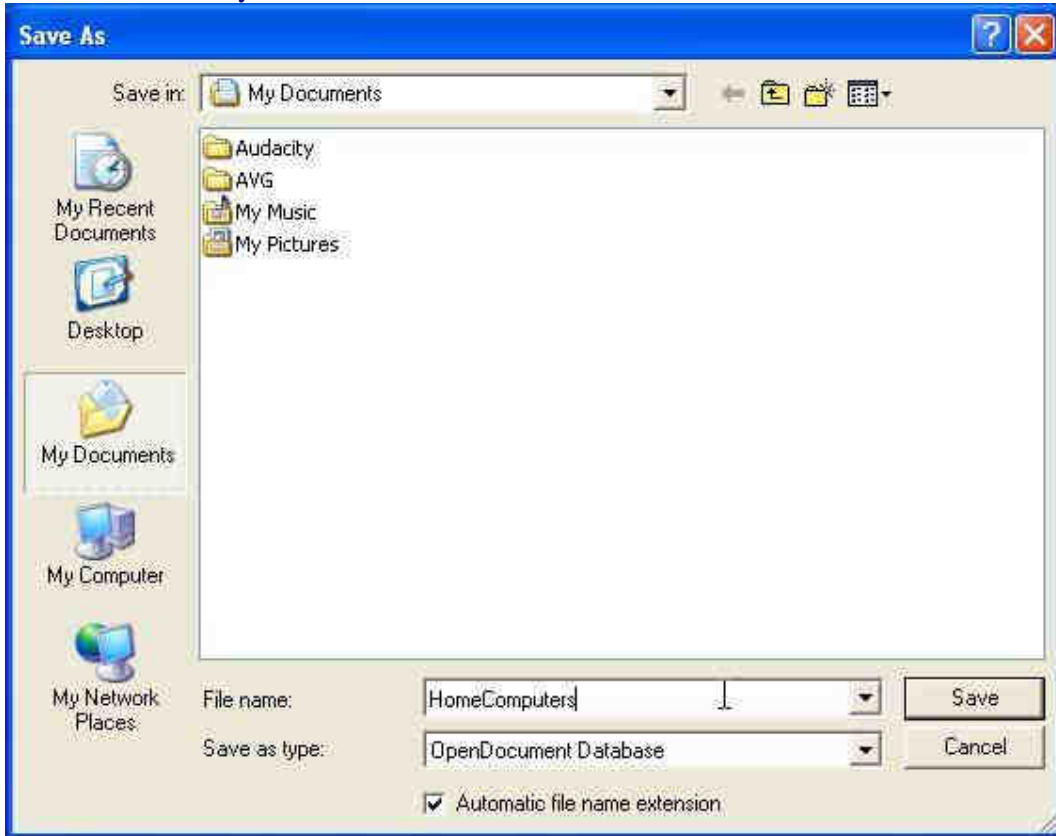 Save As
Save in:
My Documents
Audacity
AVG
My Music
My Pictures
My Recent
Documents
Desktop
My Documents
My Computer
My Network
Places
File name:
HomeComputers
Save
Save as type:
OpenDocument Database
Cancel
Automatic file name extension